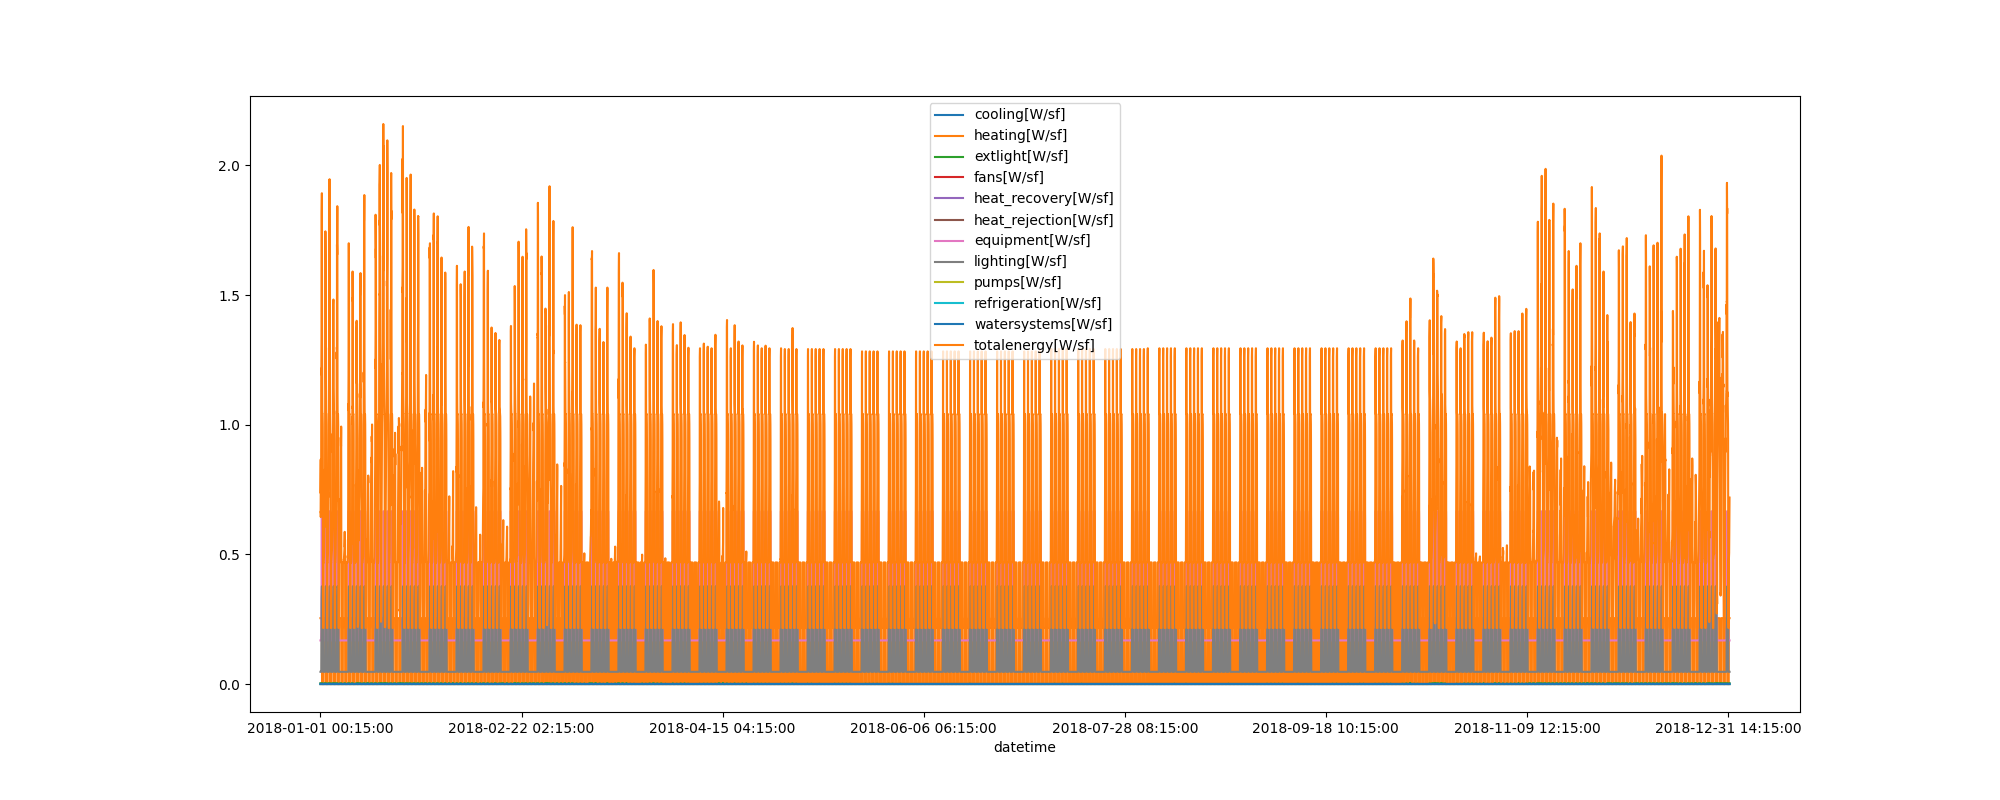 cooling[W/sf]
heating[W/sf]
extlight[W/sf]
fans[W/sf]
heat_recovery[W/sf]
heat_rejection[W/sf]
equipment[W/sf]
lighting[W/sf]
pumps[W/sf]
refrigeration[W/sf]
watersystems[W/sf]
totalenergy[W/sf]
2.0
1.5
1.0
0.5
0.0
2018-01-01 00:15:00 2018-02-22 02:15:00 2018-04-15 04:15:00 2018-06-06 06:15:00 2018-07-28 08:15:00 2018-09-18 10:15:00 2018-11-09 12:15:00 2018-12-31 14:15:00
datetime